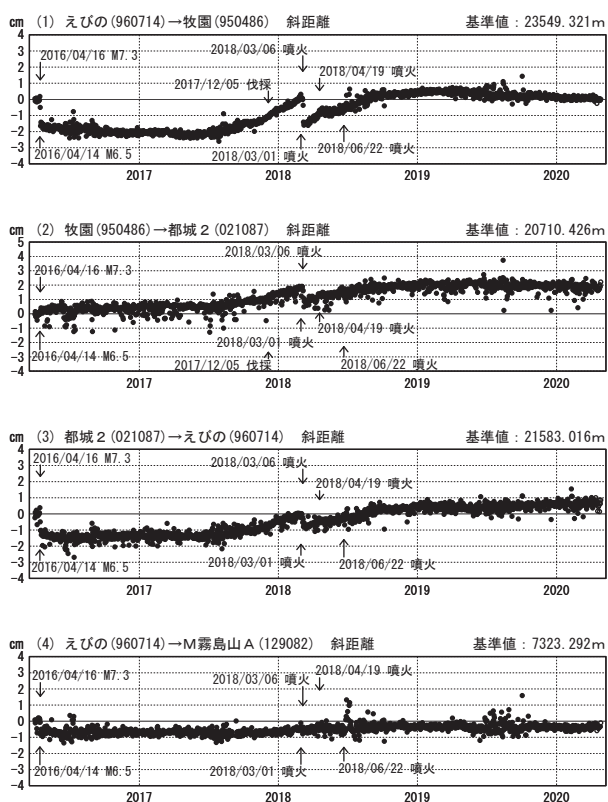 cm (1) えびの(960714)→牧園(950486) 斜距離 基準値：23549.321m
4
3
2
1
0
-1
-2
-3
-4
2016/04/16 M7.3
2018/03/06 噴火
2017/12/05 伐採
2018/04/19 噴火
2016/04/14 M6.5
2018/03/01 噴火
2018/06/22 噴火
2017 2018 2019 2020
cm (2) 牧園(950486)→都城２(021087) 斜距離 基準値：20710.426m
5
4
3
2
1
0
-1
-2
-3
-4
2018/03/06 噴火
2016/04/16 M7.3
2018/04/19 噴火
2018/03/01 噴火
2016/04/14 M6.5
2017/12/05 伐採
2018/06/22 噴火
2017 2018 2019 2020
cm (3) 都城２(021087)→えびの(960714) 斜距離 基準値：21583.016m
4
3
2
1
0
-1
-2
-3
-4
2016/04/16 M7.3
2018/03/06 噴火
2018/04/19 噴火
2018/03/01 噴火
2018/06/22 噴火
2016/04/14 M6.5
2017 2018 2019 2020
cm (4) えびの(960714)→Ｍ霧島山Ａ(129082) 斜距離 基準値：7323.292m
4
3
2
1
0
-1
-2
-3
-4
2016/04/16 M7.3
2018/03/06 噴火
2018/04/19 噴火
2016/04/14 M6.5
2018/03/01 噴火
2018/06/22 噴火
2017 2018 2019 2020